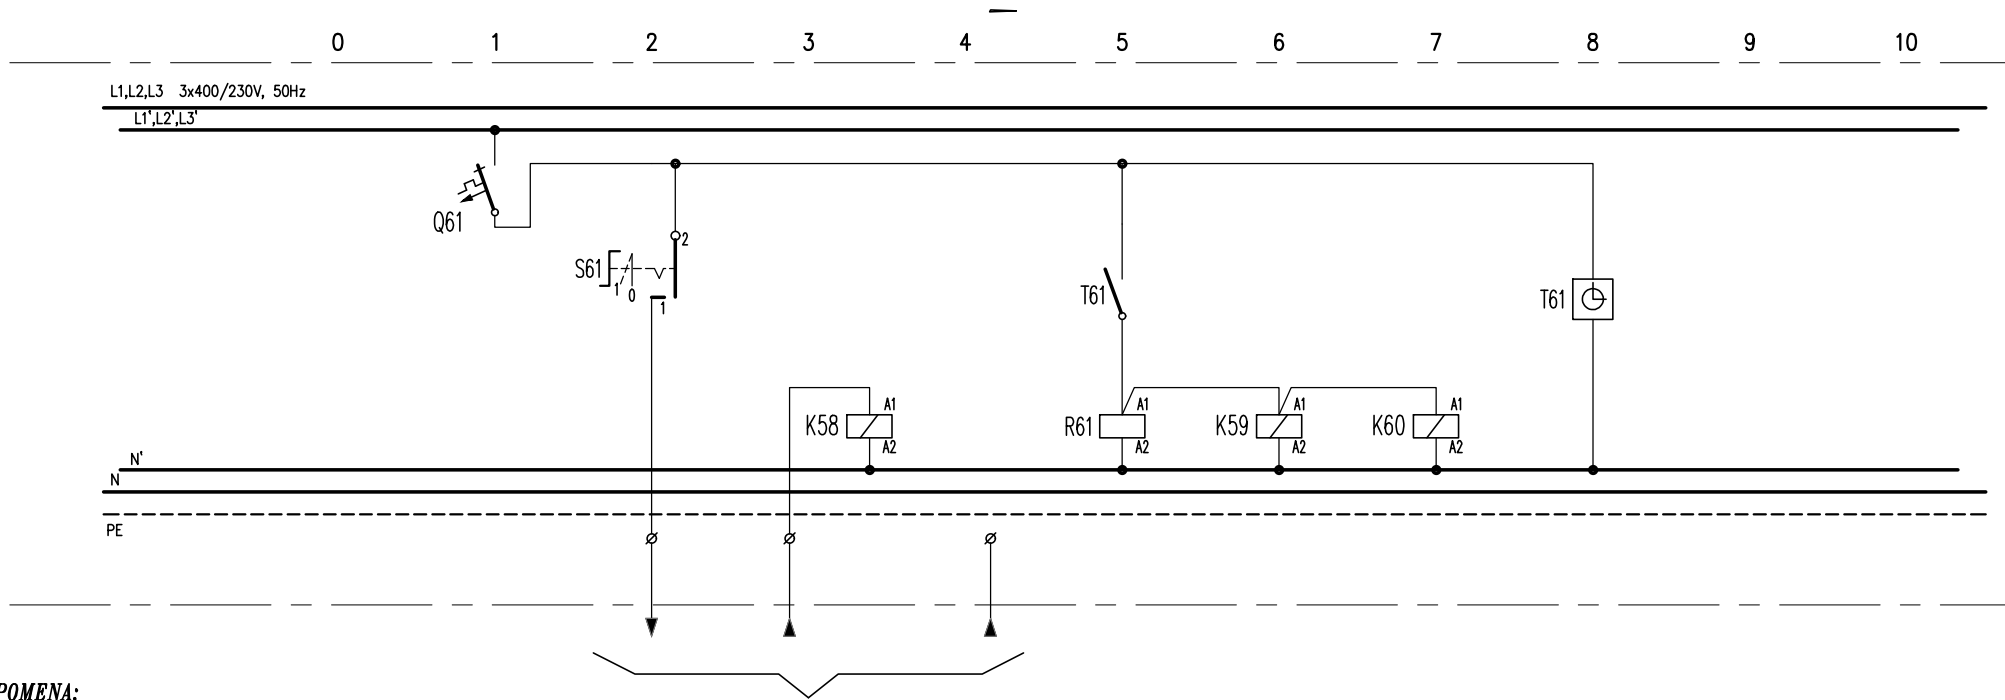 0 1 2 3 4 5 6 7 8 9 10
L1,L2,L3 3x400/230V, 50Hz
L1',L2',L3'
Q61
2
S61
1 0
1
T61
T61
A1 A1 A1 A1
K58 R61 K59 K60
A2 A2 A2 A2
N'
N
PE
POMENA: